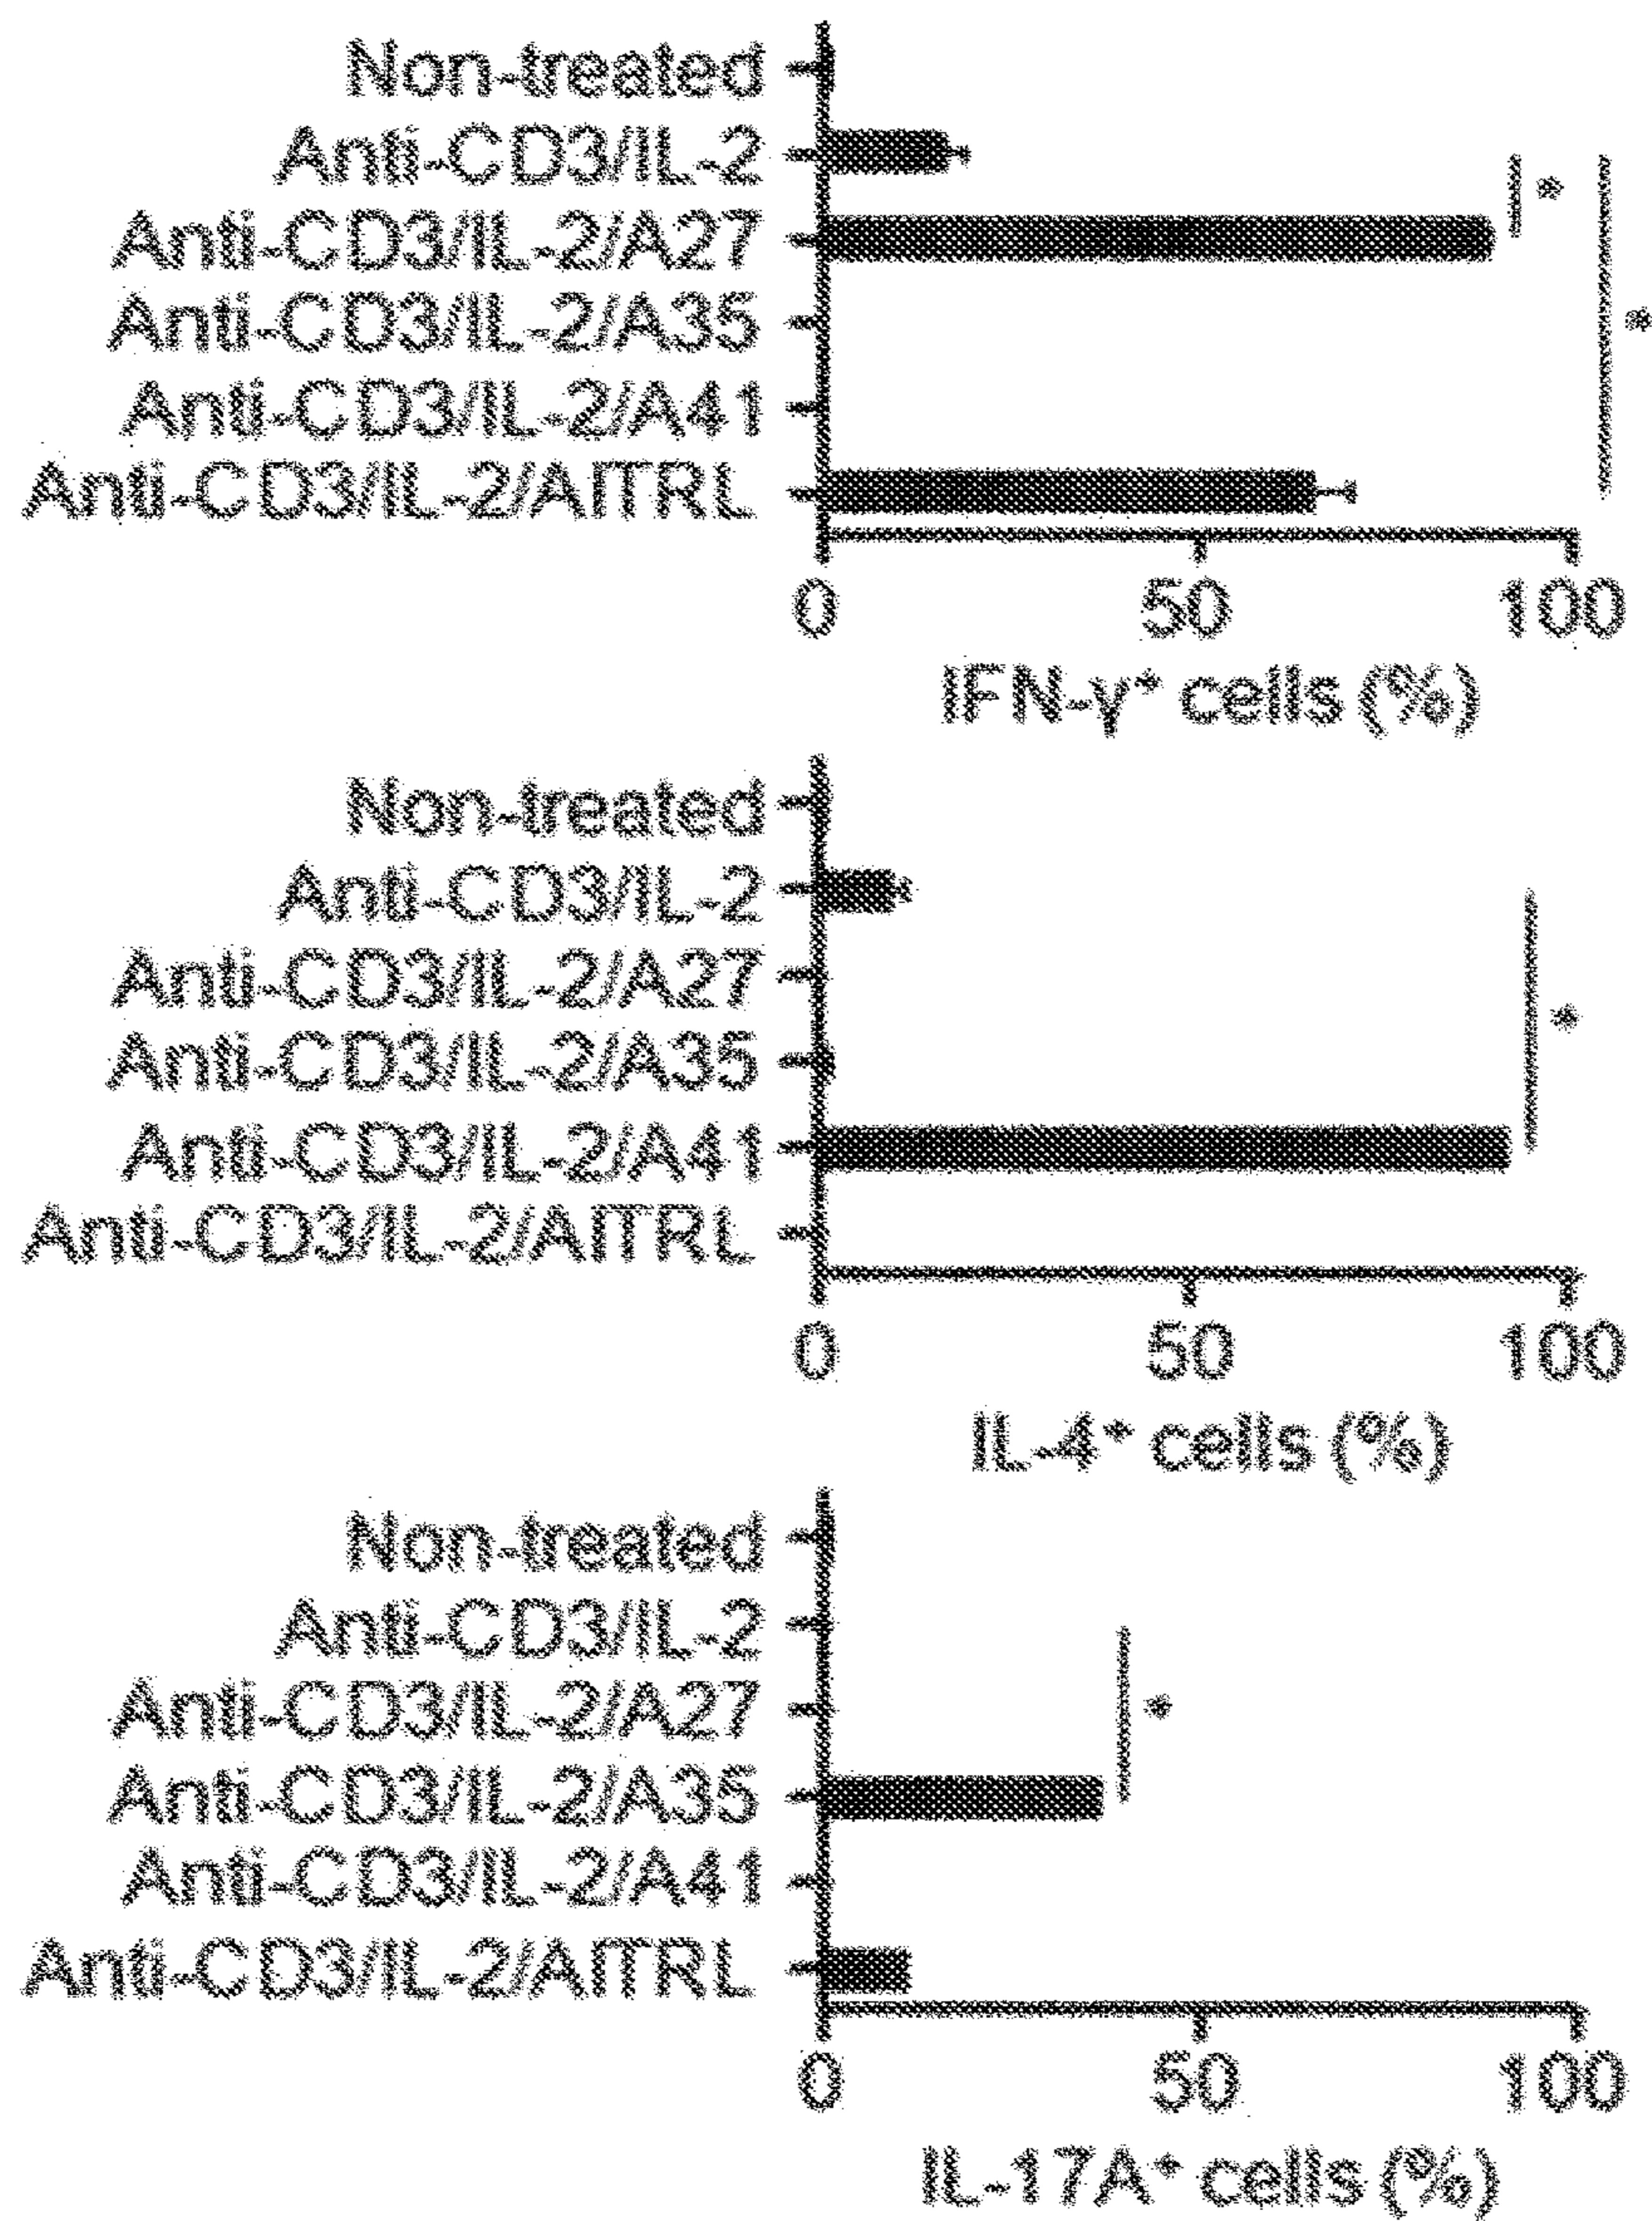 Non-treated
Anti-CD3/IL-2
Anti-CD3/IL-2/A27
*
Anti-CD3/IL-2/A35
*
Anti-CD3/IL-2/A41
Anti-CD3/IL-2/AITRL
0 50 100
IFN-γ⁺ cells (%)
Non-treated
Anti-CD3/IL-2
Anti-CD3/IL-2/A27
*
Anti-CD3/IL-2/A35
Anti-CD3/IL-2/A41
Anti-CD3/IL-2/AITRL
0 50 100
IL-4⁺ cells (%)
Non-treated
Anti-CD3/IL-2
Anti-CD3/IL-2/A27
*
Anti-CD3/IL-2/A35
Anti-CD3/IL-2/A41
Anti-CD3/IL-2/AITRL
0 50 100
IL-17A⁺ cells (%)